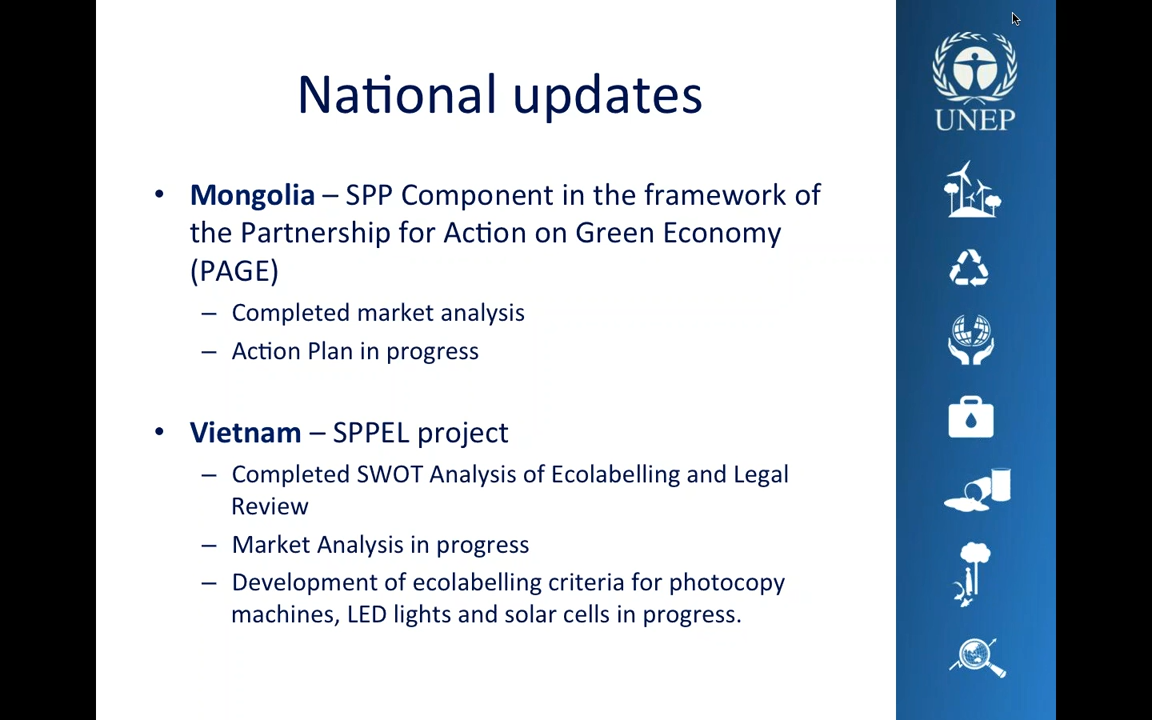 National updates
UNEP
• Mongolia – SPP Component in the framework of
the Partnership for Action on Green Economy
(PAGE)
– Completed market analysis
– Action Plan in progress
• Vietnam – SPPEL project
– Completed SWOT Analysis of Ecolabelling and Legal
Review
– Market Analysis in progress
– Development of ecolabelling criteria for photocopy
machines, LED lights and solar cells in progress.